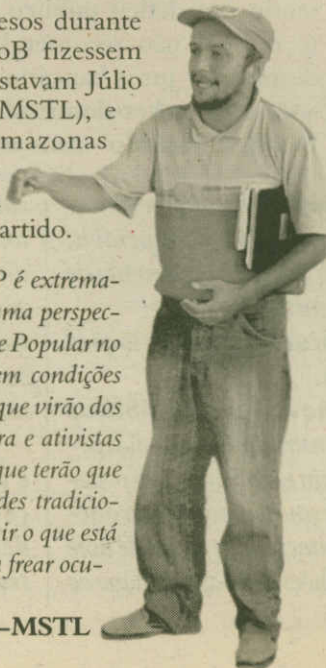 esos durante
oB fizessem
stavam Júlio
MSTL), e
mazonas
artido.
P é extrema-
ma perspec-
e Popular no
em condições
que virão dos
ra e ativistas
que terão que
des tradicio-
ir o que está
frear ocu-
-MSTL